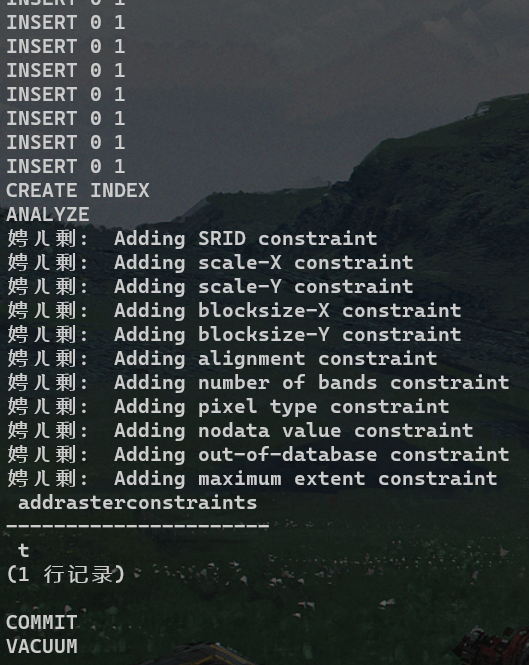 INSERT 0 1
INSERT 0 1
INSERT 0 1
INSERT 0 1
INSERT 0 1
INSERT 0 1
INSERT 0 1
INSERT 0 1
CREATE INDEX
ANALYZE
娉ㄦ剰:  Adding SRID constraint
娉ㄦ剰:  Adding scale-X constraint
娉ㄦ剰:  Adding scale-Y constraint
娉ㄦ剰:  Adding blocksize-X constraint
娉ㄦ剰:  Adding blocksize-Y constraint
娉ㄦ剰:  Adding alignment constraint
娉ㄦ剰:  Adding number of bands constraint
娉ㄦ剰:  Adding pixel type constraint
娉ㄦ剰:  Adding nodata value constraint
娉ㄦ剰:  Adding out-of-database constraint
娉ㄦ剰:  Adding maximum extent constraint
 addrasterconstraints
----------------------
 t
(1 行记录)
COMMIT
VACUUM